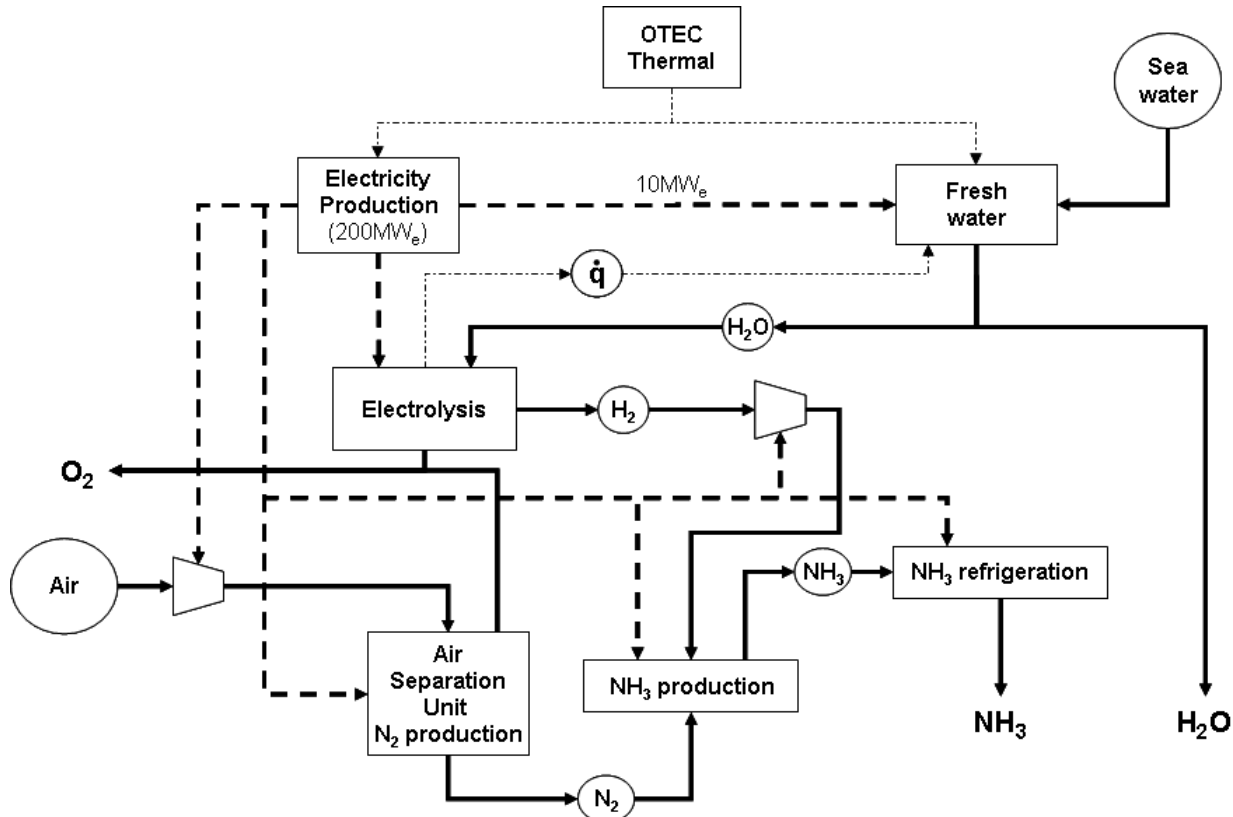 OTEC
Thermal
Sea
water
Electricity
Production
(200MWₑ)
10MWₑ
Fresh
water
q̇
H₂O
Electrolysis
H₂
O₂
Air
NH₃
NH₃ refrigeration
Air
Separation
Unit
N₂ production
NH₃ production
NH₃
H₂O
N₂